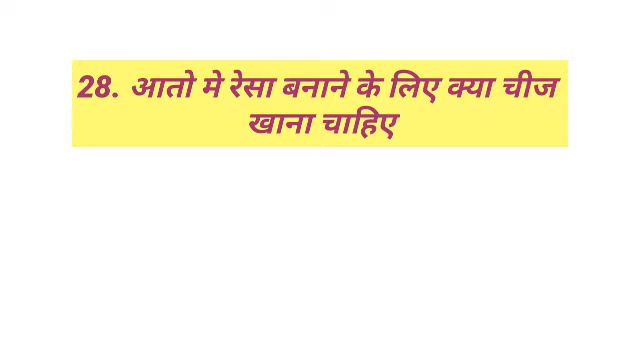 28. आतो मे रेसा बनाने के लिए क्या चीज
खाना चाहिए